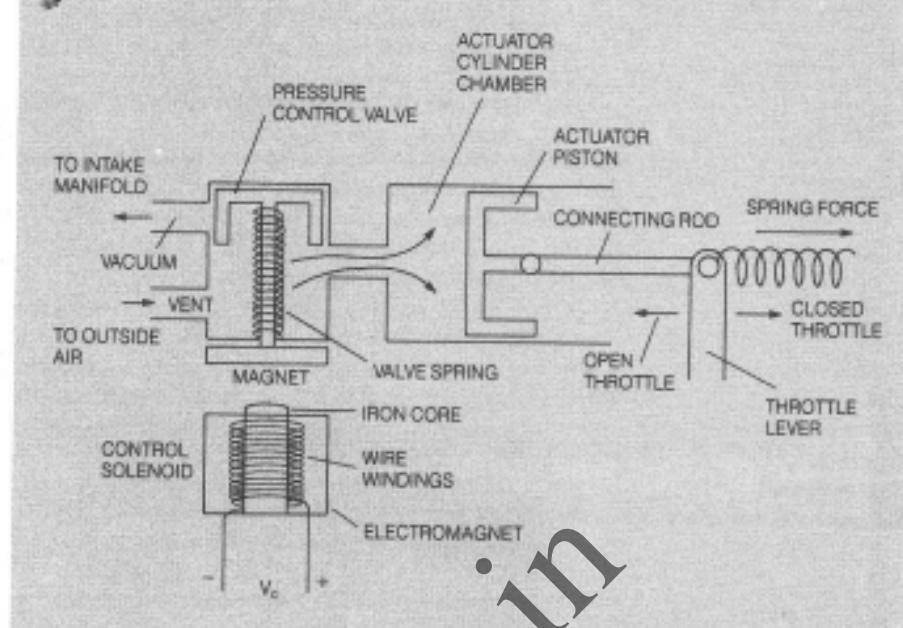 ACTUATOR
CYLINDER
CHAMBER
PRESSURE
CONTROL VALVE
ACTUATOR
PISTON
TO INTAKE
MANIFOLD
CONNECTING ROD
SPRING FORCE
VACUUM
VENT
TO OUTSIDE
AIR
MAGNET
VALVE SPRING
OPEN
THROTTLE
CLOSED
THROTTLE
THROTTLE
LEVER
IRON CORE
CONTROL
SOLENOID
WIRE
WINDINGS
ELECTROMAGNET
- Vc +
in